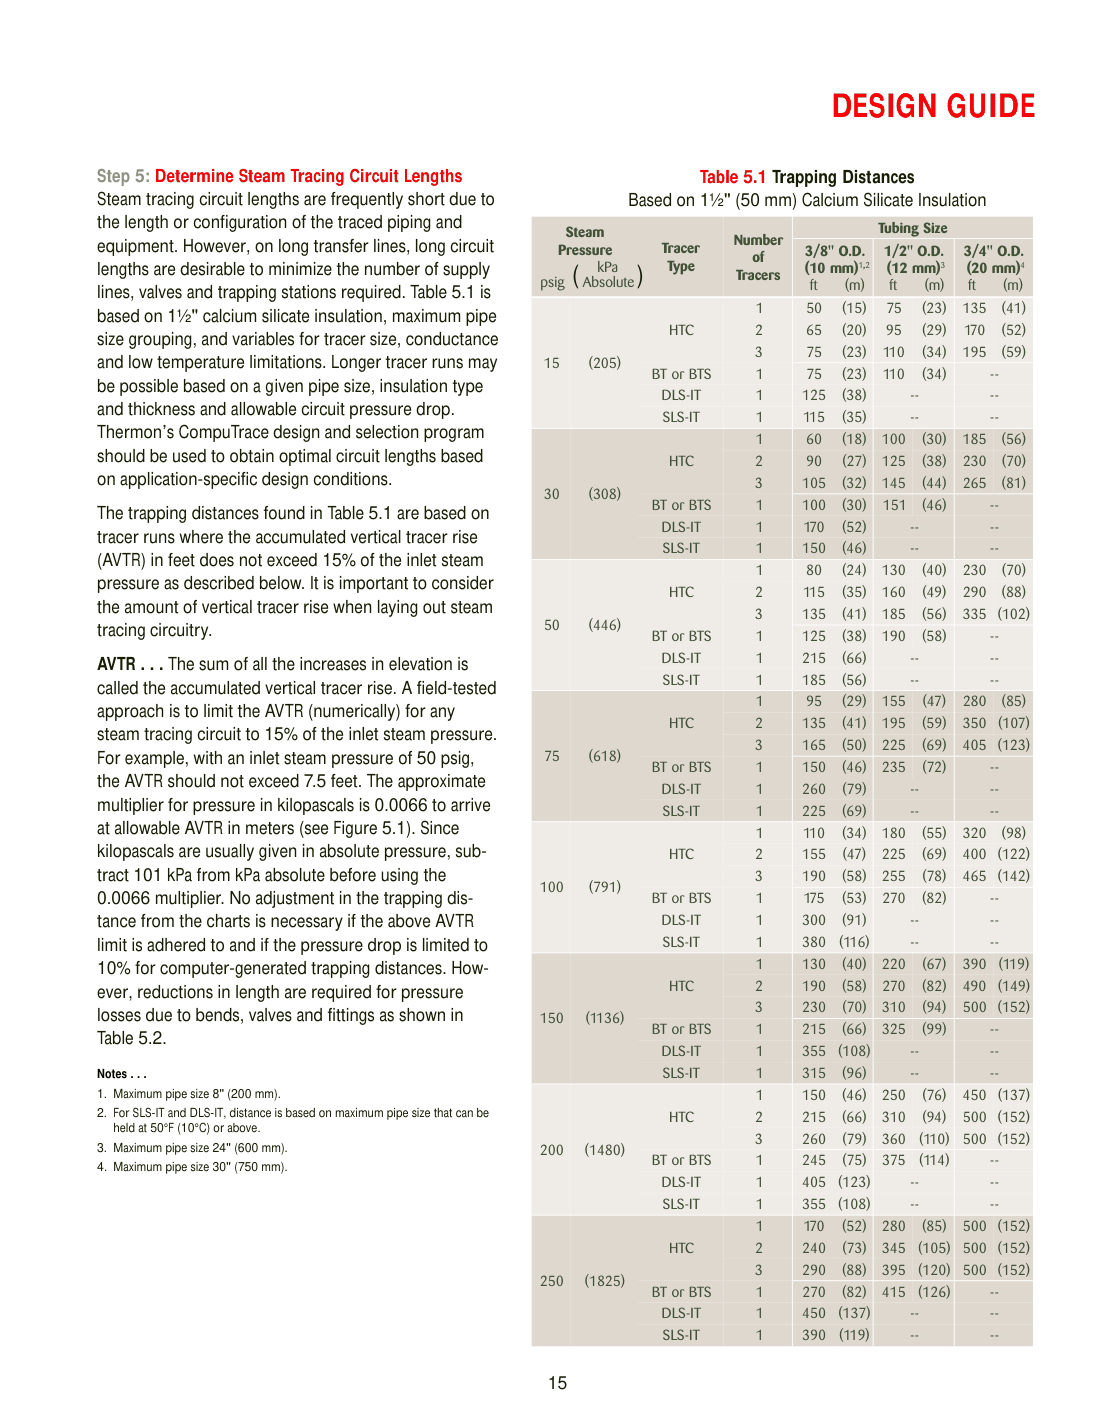 DESIGN GUIDE
Step 5: Determine Steam Tracing Circuit Lengths
Steam tracing circuit lengths are frequently short due to
the length or configuration of the traced piping and
equipment. However, on long transfer lines, long circuit
lengths are desirable to minimize the number of supply
lines, valves and trapping stations required. Table 5.1 is
based on 1½" calcium silicate insulation, maximum pipe
size grouping, and variables for tracer size, conductance
and low temperature limitations. Longer tracer runs may
be possible based on a given pipe size, insulation type
and thickness and allowable circuit pressure drop.
Thermon's CompuTrace design and selection program
should be used to obtain optimal circuit lengths based
on application-specific design conditions.
The trapping distances found in Table 5.1 are based on
tracer runs where the accumulated vertical tracer rise
(AVTR) in feet does not exceed 15% of the inlet steam
pressure as described below. It is important to consider
the amount of vertical tracer rise when laying out steam
tracing circuitry.
AVTR . . . The sum of all the increases in elevation is
called the accumulated vertical tracer rise. A field-tested
approach is to limit the AVTR (numerically) for any
steam tracing circuit to 15% of the inlet steam pressure.
For example, with an inlet steam pressure of 50 psig,
the AVTR should not exceed 7.5 feet. The approximate
multiplier for pressure in kilopascals is 0.0066 to arrive
at allowable AVTR in meters (see Figure 5.1). Since
kilopascals are usually given in absolute pressure, sub-
tract 101 kPa from kPa absolute before using the
0.0066 multiplier. No adjustment in the trapping dis-
tance from the charts is necessary if the above AVTR
limit is adhered to and if the pressure drop is limited to
10% for computer-generated trapping distances. How-
ever, reductions in length are required for pressure
losses due to bends, valves and fittings as shown in
Table 5.2.
Notes . . .
1. Maximum pipe size 8" (200 mm).
2. For SLS-IT and DLS-IT, distance is based on maximum pipe size that can be
held at 50°F (10°C) or above.
3. Maximum pipe size 24" (600 mm).
4. Maximum pipe size 30" (750 mm).
Table 5.1 Trapping Distances
Based on 1½" (50 mm) Calcium Silicate Insulation
Steam Pressure psig (kPa Absolute) Tracer Type Number of Tracers Tubing Size
3/8" O.D. (10 mm)1,2 1/2" O.D. (12 mm)3 3/4" O.D. (20 mm)4
ft (m) ft (m) ft (m)
1 50 (15) 75 (23) 135 (41)
HTC 2 65 (20) 95 (29) 170 (52)
3 75 (23) 110 (34) 195 (59)
15 (205)
BT or BTS 1 75 (23) 110 (34) --
DLS-IT 1 125 (38) -- --
SLS-IT 1 115 (35) -- --
1 60 (18) 100 (30) 185 (56)
HTC 2 90 (27) 125 (38) 230 (70)
3 105 (32) 145 (44) 265 (81)
30 (308)
BT or BTS 1 100 (30) 151 (46) --
DLS-IT 1 170 (52) -- --
SLS-IT 1 150 (46) -- --
1 80 (24) 130 (40) 230 (70)
HTC 2 115 (35) 160 (49) 290 (88)
3 135 (41) 185 (56) 335 (102)
50 (446)
BT or BTS 1 125 (38) 190 (58) --
DLS-IT 1 215 (66) -- --
SLS-IT 1 185 (56) -- --
1 95 (29) 155 (47) 280 (85)
HTC 2 135 (41) 195 (59) 350 (107)
3 165 (50) 225 (69) 405 (123)
75 (618)
BT or BTS 1 150 (46) 235 (72) --
DLS-IT 1 260 (79) -- --
SLS-IT 1 225 (69) -- --
1 110 (34) 180 (55) 320 (98)
HTC 2 155 (47) 225 (69) 400 (122)
3 190 (58) 255 (78) 465 (142)
100 (791)
BT or BTS 1 175 (53) 270 (82) --
DLS-IT 1 300 (91) -- --
SLS-IT 1 380 (116) -- --
1 130 (40) 220 (67) 390 (119)
HTC 2 190 (58) 270 (82) 490 (149)
3 230 (70) 310 (94) 500 (152)
150 (1136)
BT or BTS 1 215 (66) 325 (99) --
DLS-IT 1 355 (108) -- --
SLS-IT 1 315 (96) -- --
1 150 (46) 250 (76) 450 (137)
HTC 2 215 (66) 310 (94) 500 (152)
3 260 (79) 360 (110) 500 (152)
200 (1480)
BT or BTS 1 245 (75) 375 (114) --
DLS-IT 1 405 (123) -- --
SLS-IT 1 355 (108) -- --
1 170 (52) 280 (85) 500 (152)
HTC 2 240 (73) 345 (105) 500 (152)
3 290 (88) 395 (120) 500 (152)
250 (1825)
BT or BTS 1 270 (82) 415 (126) --
DLS-IT 1 450 (137) -- --
SLS-IT 1 390 (119) -- --
15